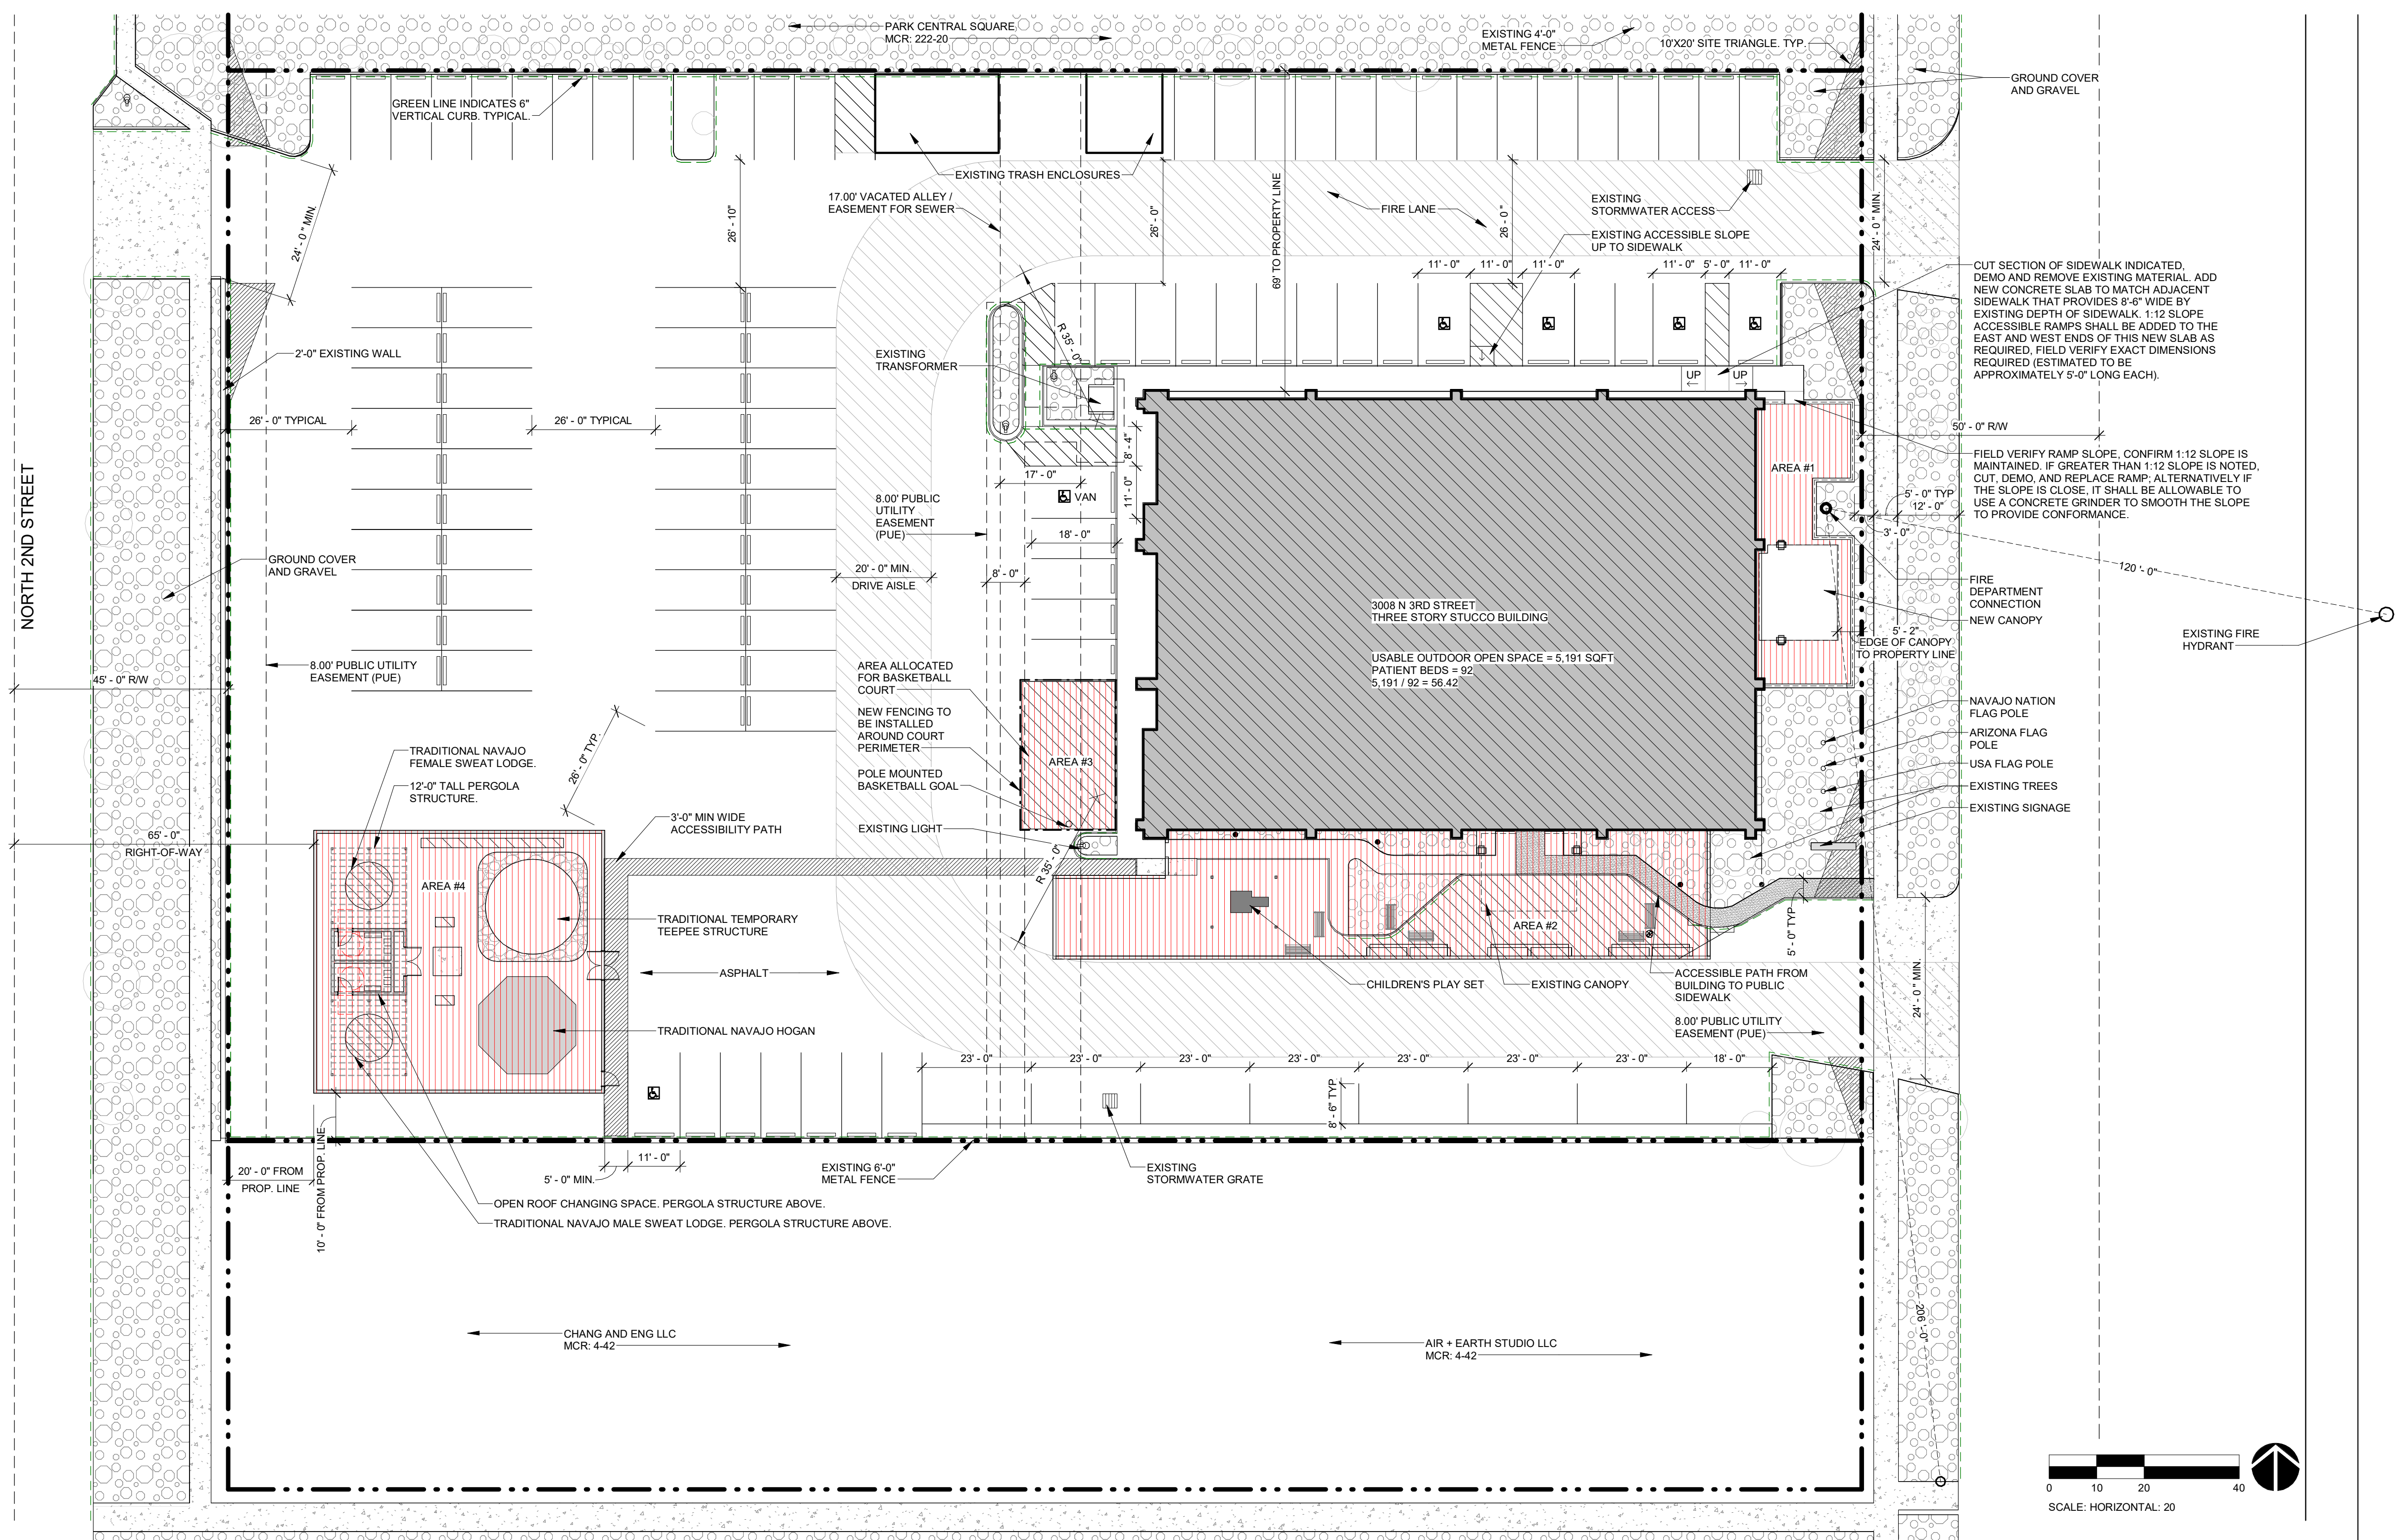 PARK CENTRAL SQUARE
MCR: 222-20
EXISTING 4'-0"
METAL FENCE
10'X20' SITE TRIANGLE. TYP.
GROUND COVER
AND GRAVEL
GREEN LINE INDICATES 6"
VERTICAL CURB. TYPICAL.
EXISTING TRASH ENCLOSURES
17.00' VACATED ALLEY /
EASEMENT FOR SEWER
FIRE LANE
EXISTING
STORMWATER ACCESS
EXISTING ACCESSIBLE SLOPE
UP TO SIDEWALK
24' - 0" MIN.
26' - 10"
26' - 0"
69' TO PROPERTY LINE
26' - 0"
24' - 0" MIN.
11' - 0"
11' - 0"
11' - 0"
11' - 0"
5' - 0"
11' - 0"
CUT SECTION OF SIDEWALK INDICATED,
DEMO AND REMOVE EXISTING MATERIAL. ADD
NEW CONCRETE SLAB TO MATCH ADJACENT
SIDEWALK THAT PROVIDES 8'-6" WIDE BY
EXISTING DEPTH OF SIDEWALK. 1:12 SLOPE
ACCESSIBLE RAMPS SHALL BE ADDED TO THE
EAST AND WEST ENDS OF THIS NEW SLAB AS
REQUIRED, FIELD VERIFY EXACT DIMENSIONS
REQUIRED (ESTIMATED TO BE
APPROXIMATELY 5'-0" LONG EACH).
2'-0" EXISTING WALL
EXISTING
TRANSFORMER
R 35' - 0"
UP
UP
26' - 0" TYPICAL
26' - 0" TYPICAL
50' - 0" R/W
8' - 4"
17' - 0"
11' - 0"
VAN
AREA #1
FIELD VERIFY RAMP SLOPE, CONFIRM 1:12 SLOPE IS
MAINTAINED. IF GREATER THAN 1:12 SLOPE IS NOTED,
CUT, DEMO, AND REPLACE RAMP; ALTERNATIVELY IF
THE SLOPE IS CLOSE, IT SHALL BE ALLOWABLE TO
USE A CONCRETE GRINDER TO SMOOTH THE SLOPE
TO PROVIDE CONFORMANCE.
NORTH 2ND STREET
8.00' PUBLIC
UTILITY
EASEMENT
(PUE)
5' - 0" TYP
12' - 0"
3' - 0"
18' - 0"
GROUND COVER
AND GRAVEL
20' - 0" MIN.
DRIVE AISLE
8' - 0"
120' - 0"
FIRE
DEPARTMENT
CONNECTION
NEW CANOPY
3008 N 3RD STREET
THREE STORY STUCCO BUILDING
USABLE OUTDOOR OPEN SPACE = 5,191 SQFT
PATIENT BEDS = 92
5,191 / 92 = 56.42
5' - 2"
EDGE OF CANOPY
TO PROPERTY LINE
EXISTING FIRE
HYDRANT
8.00' PUBLIC UTILITY
EASEMENT (PUE)
45' - 0" R/W
AREA ALLOCATED
FOR BASKETBALL
COURT
NEW FENCING TO
BE INSTALLED
AROUND COURT
PERIMETER
POLE MOUNTED
BASKETBALL GOAL
EXISTING LIGHT
AREA #3
NAVAJO NATION
FLAG POLE
ARIZONA FLAG
POLE
USA FLAG POLE
EXISTING TREES
EXISTING SIGNAGE
26' - 0" TYP.
TRADITIONAL NAVAJO
FEMALE SWEAT LODGE.
12'-0" TALL PERGOLA
STRUCTURE.
3'-0" MIN WIDE
ACCESSIBILITY PATH
65' - 0"
RIGHT-OF-WAY
R 35' - 0"
AREA #4
TRADITIONAL TEMPORARY
TEEPEE STRUCTURE
AREA #2
5' - 0" TYP
ASPHALT
CHILDREN'S PLAY SET
EXISTING CANOPY
ACCESSIBLE PATH FROM
BUILDING TO PUBLIC
SIDEWALK
24' - 0" MIN.
TRADITIONAL NAVAJO HOGAN
8.00' PUBLIC UTILITY
EASEMENT (PUE)
23' - 0"
23' - 0"
23' - 0"
23' - 0"
23' - 0"
23' - 0"
23' - 0"
18' - 0"
8' - 6" TYP
20' - 0" FROM
PROP. LINE
10' - 0" FROM PROP. LINE
5' - 0" MIN.
11' - 0"
EXISTING 6'-0"
METAL FENCE
EXISTING
STORMWATER GRATE
OPEN ROOF CHANGING SPACE. PERGOLA STRUCTURE ABOVE.
TRADITIONAL NAVAJO MALE SWEAT LODGE. PERGOLA STRUCTURE ABOVE.
CHANG AND ENG LLC
MCR: 4-42
AIR + EARTH STUDIO LLC
MCR: 4-42
206' - 0"
0 10 20 40
SCALE: HORIZONTAL: 20